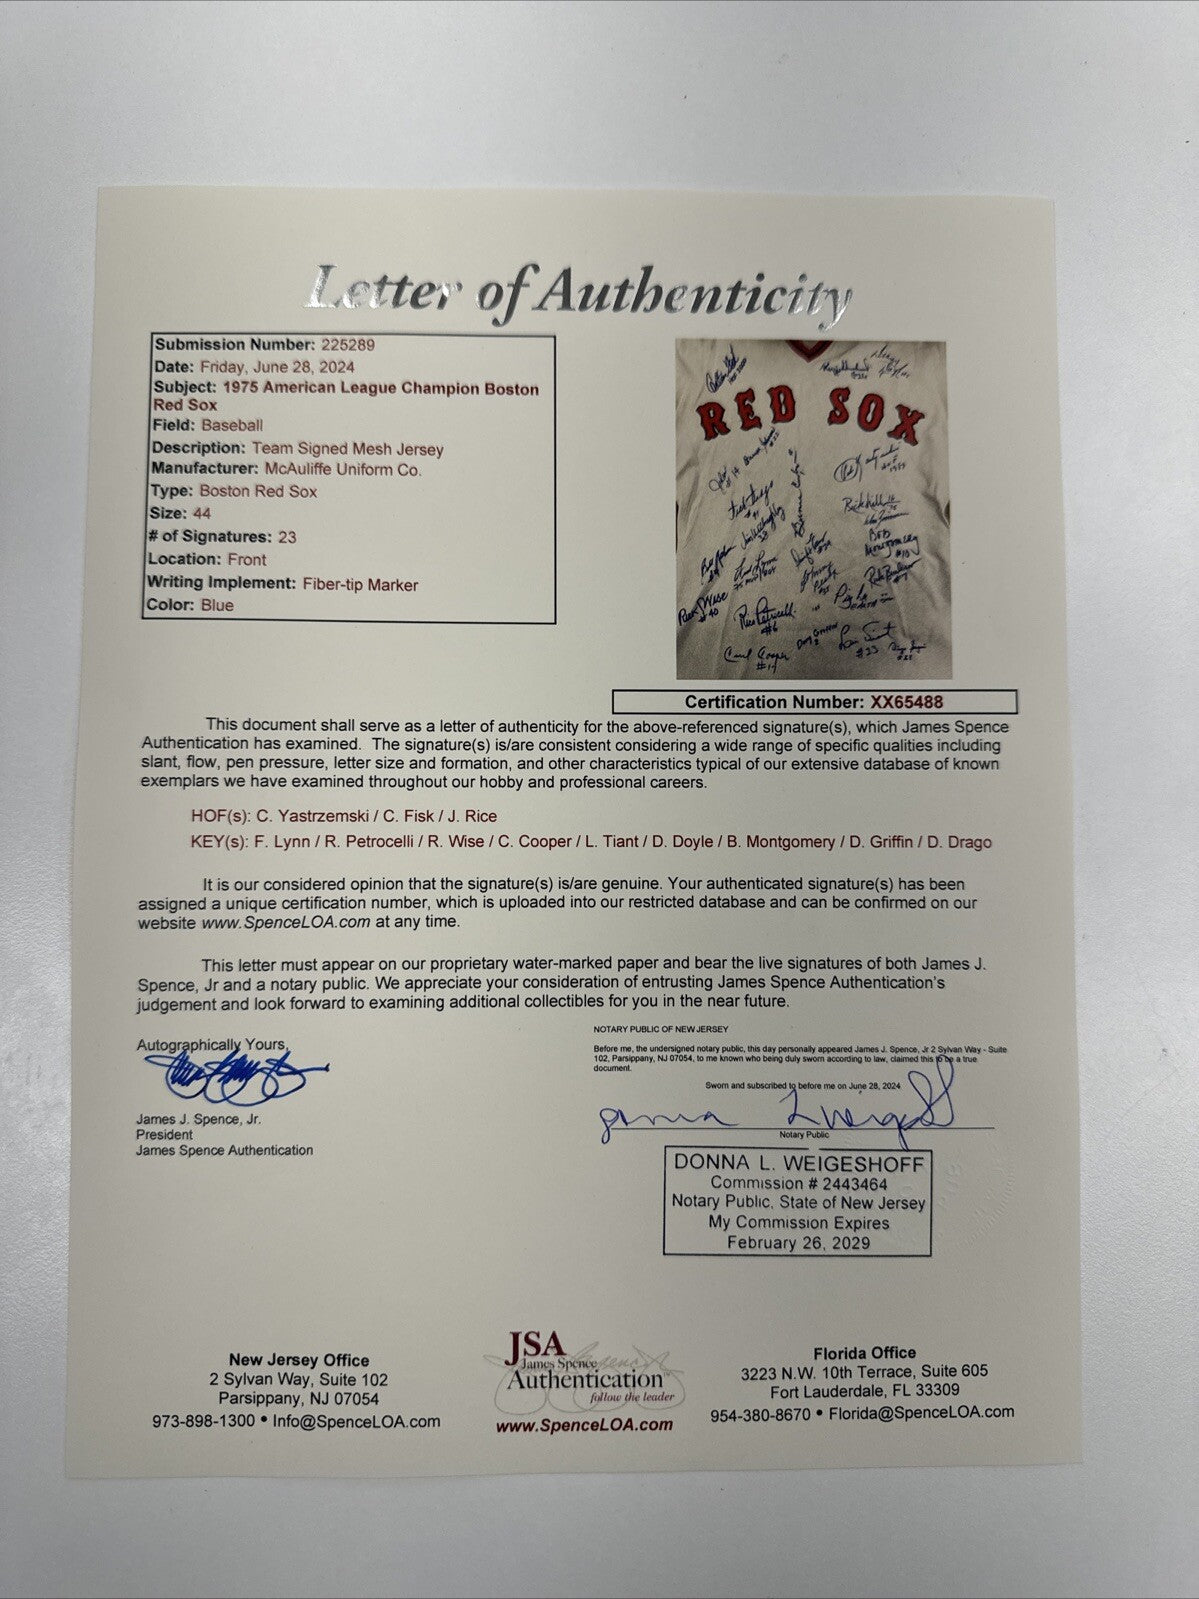 Letter of Authenticity
Submission Number: 225289
Date: Friday, June 28, 2024
Subject: 1975 American League Champion Boston
Red Sox
Field: Baseball
Description: Team Signed Mesh Jersey
Manufacturer: McAuliffe Uniform Co.
Type: Boston Red Sox
Size: 44
# of Signatures: 23
Location: Front
Writing Implement: Fiber-tip Marker
Color: Blue
RED SOX
Rick Wise
#40
Rico Petrocelli
#6
Bob
Montgomery
#10
Cecil Cooper
#17
#23
Certification Number: XX65488
This document shall serve as a letter of authenticity for the above-referenced signature(s), which James Spence
Authentication has examined. The signature(s) is/are consistent considering a wide range of specific qualities including
slant, flow, pen pressure, letter size and formation, and other characteristics typical of our extensive database of known
exemplars we have examined throughout our hobby and professional careers.
HOF(s): C. Yastrzemski / C. Fisk / J. Rice
KEY(s): F. Lynn / R. Petrocelli / R. Wise / C. Cooper / L. Tiant / D. Doyle / B. Montgomery / D. Griffin / D. Drago
It is our considered opinion that the signature(s) is/are genuine. Your authenticated signature(s) has been
assigned a unique certification number, which is uploaded into our restricted database and can be confirmed on our
website www.SpenceLOA.com at any time.
This letter must appear on our proprietary water-marked paper and bear the live signatures of both James J.
Spence, Jr and a notary public. We appreciate your consideration of entrusting James Spence Authentication's
judgement and look forward to examining additional collectibles for you in the near future.
Autographically Yours,
James J. Spence, Jr.
President
James Spence Authentication
NOTARY PUBLIC OF NEW JERSEY
Before me, the undersigned notary public, this day personally appeared James J. Spence, Jr 2 Sylvan Way - Suite
102, Parsippany, NJ 07054, to me known who being duly sworn according to law, claimed this to be a true
document.
Sworn and subscribed to before me on June 28, 2024
Donna L Weigeshoff
Notary Public
DONNA L. WEIGESHOFF
Commission # 2443464
Notary Public, State of New Jersey
My Commission Expires
February 26, 2029
New Jersey Office
2 Sylvan Way, Suite 102
Parsippany, NJ 07054
973-898-1300 • Info@SpenceLOA.com
JSA
James Spence
Authentication
follow the leader
www.SpenceLOA.com
Florida Office
3223 N.W. 10th Terrace, Suite 605
Fort Lauderdale, FL 33309
954-380-8670 • Florida@SpenceLOA.com